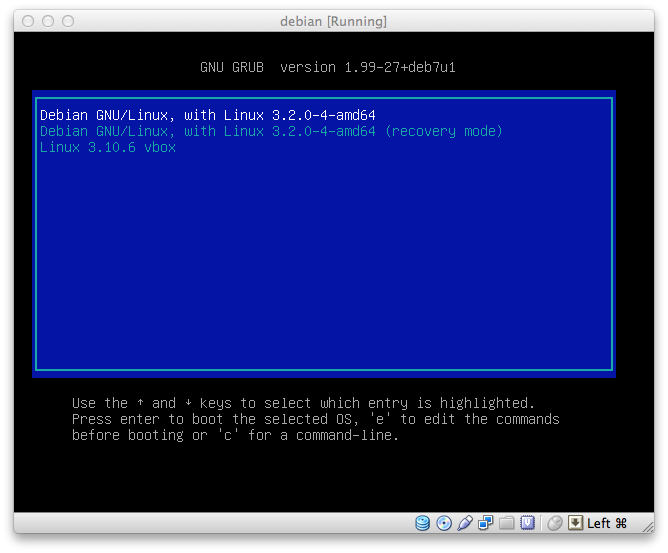 debian [Running]
GNU GRUB  version 1.99-27+deb7u1
Debian GNU/Linux, with Linux 3.2.0-4-amd64
Debian GNU/Linux, with Linux 3.2.0-4-amd64 (recovery mode)
Linux 3.10.6 vbox
Use the ↑ and ↓ keys to select which entry is highlighted.
Press enter to boot the selected OS, 'e' to edit the commands
before booting or 'c' for a command-line.
Left ⌘